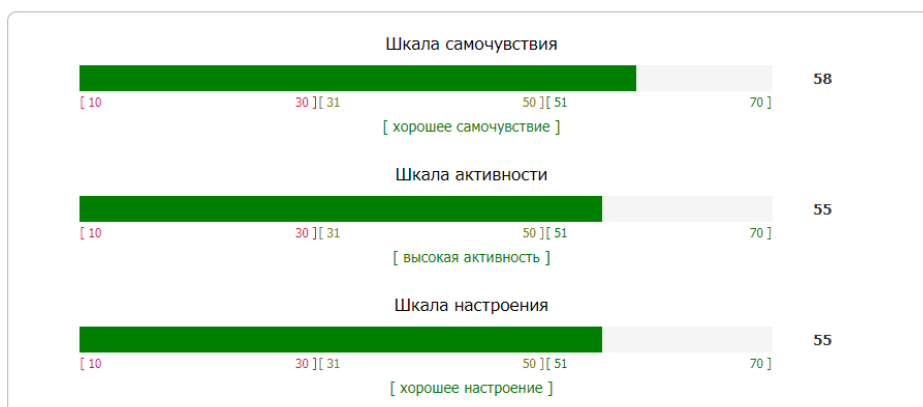 Шкала самочувствия
58
[ 10 30 ][ 31 50 ][ 51 70 ]
[ хорошее самочувствие ]
Шкала активности
55
[ 10 30 ][ 31 50 ][ 51 70 ]
[ высокая активность ]
Шкала настроения
55
[ 10 30 ][ 31 50 ][ 51 70 ]
[ хорошее настроение ]